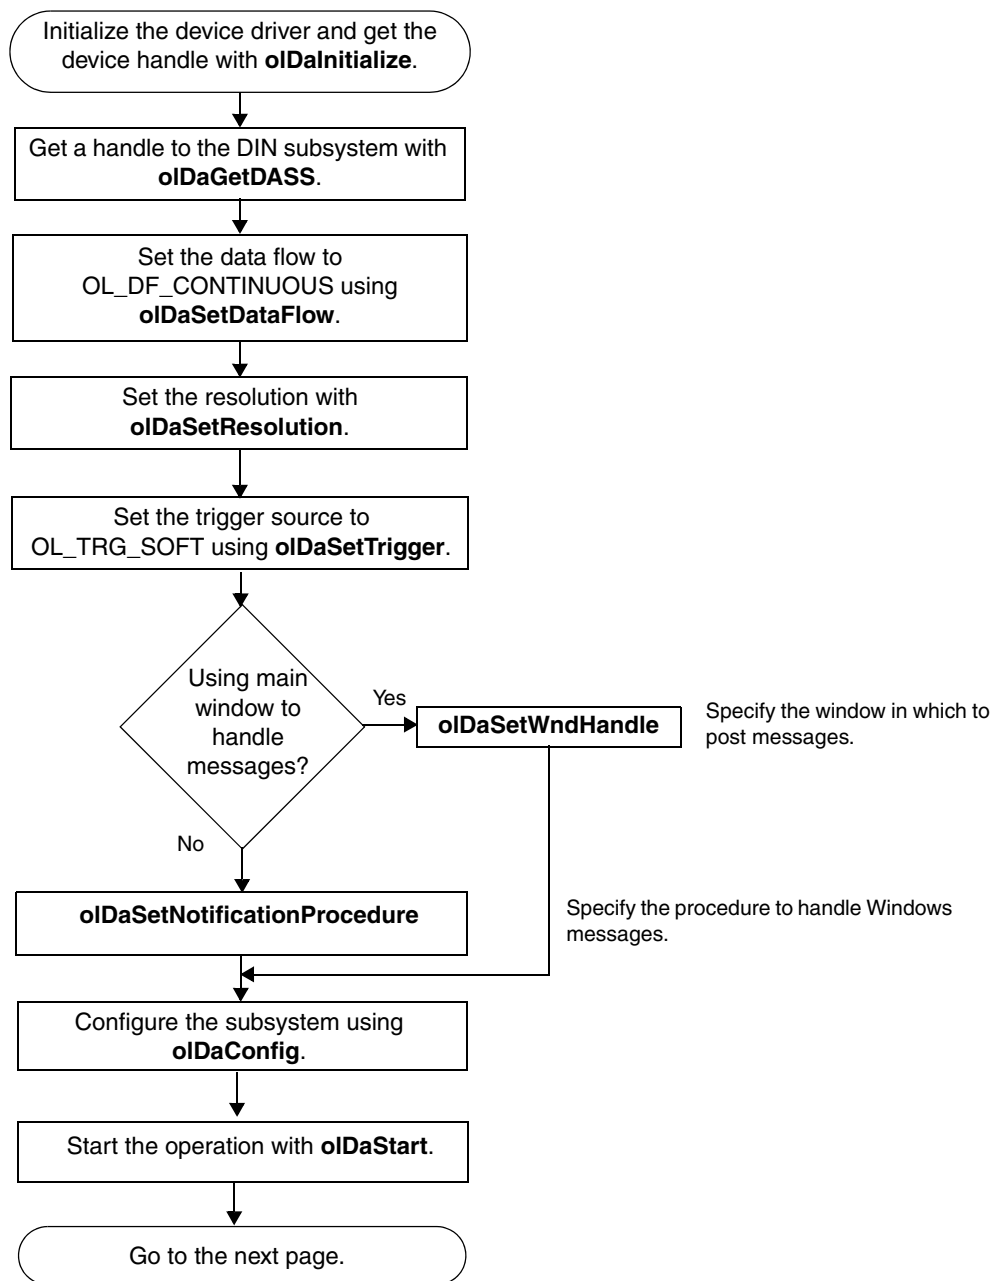 Initialize the device driver and get the
device handle with olDaInitialize.
Get a handle to the DIN subsystem with
olDaGetDASS.
Set the data flow to
OL_DF_CONTINUOUS using
olDaSetDataFlow.
Set the resolution with
olDaSetResolution.
Set the trigger source to
OL_TRG_SOFT using olDaSetTrigger.
Using main
window to
handle
messages?
Yes
olDaSetWndHandle
Specify the window in which to
post messages.
No
olDaSetNotificationProcedure
Specify the procedure to handle Windows
messages.
Configure the subsystem using
olDaConfig.
Start the operation with olDaStart.
Go to the next page.